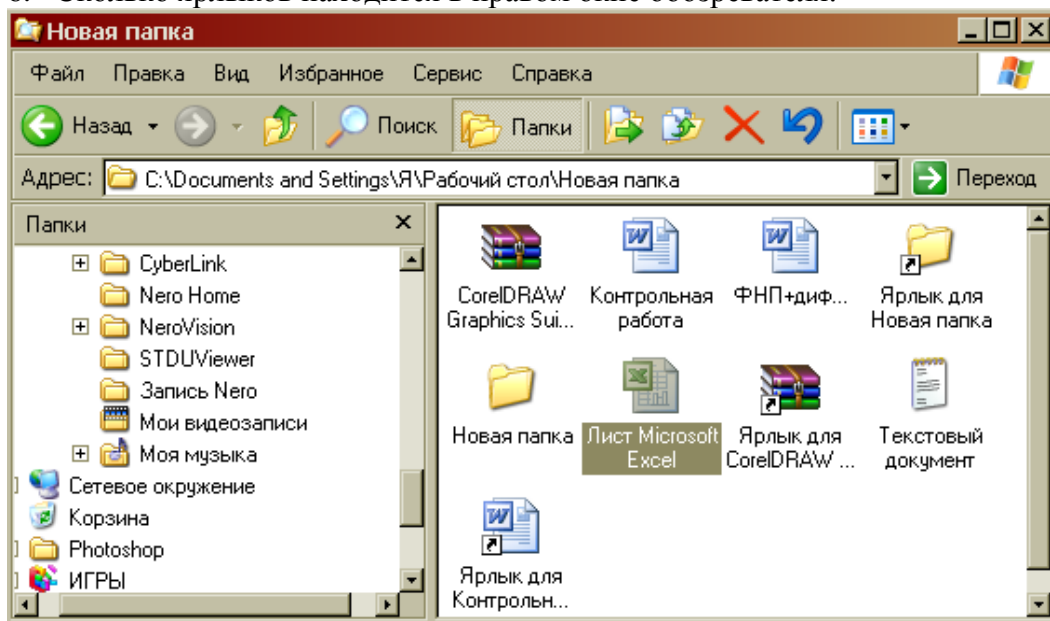 Новая папка
Файл Правка Вид Избранное Сервис Справка
Назад Поиск Папки
Адрес: C:\Documents and Settings\Я\Рабочий стол\Новая папка Переход
Папки
CyberLink
Nero Home
NeroVision
STDUViewer
Запись Nero
Мои видеозаписи
Моя музыка
Сетевое окружение
Корзина
Photoshop
ИГРЫ
CorelDRAW Graphics Sui...
Контрольная работа
ФНП+диф...
Ярлык для Новая папка
Новая папка
Лист Microsoft Excel
Ярлык для CorelDRAW ...
Текстовый документ
Ярлык для Контрольн...